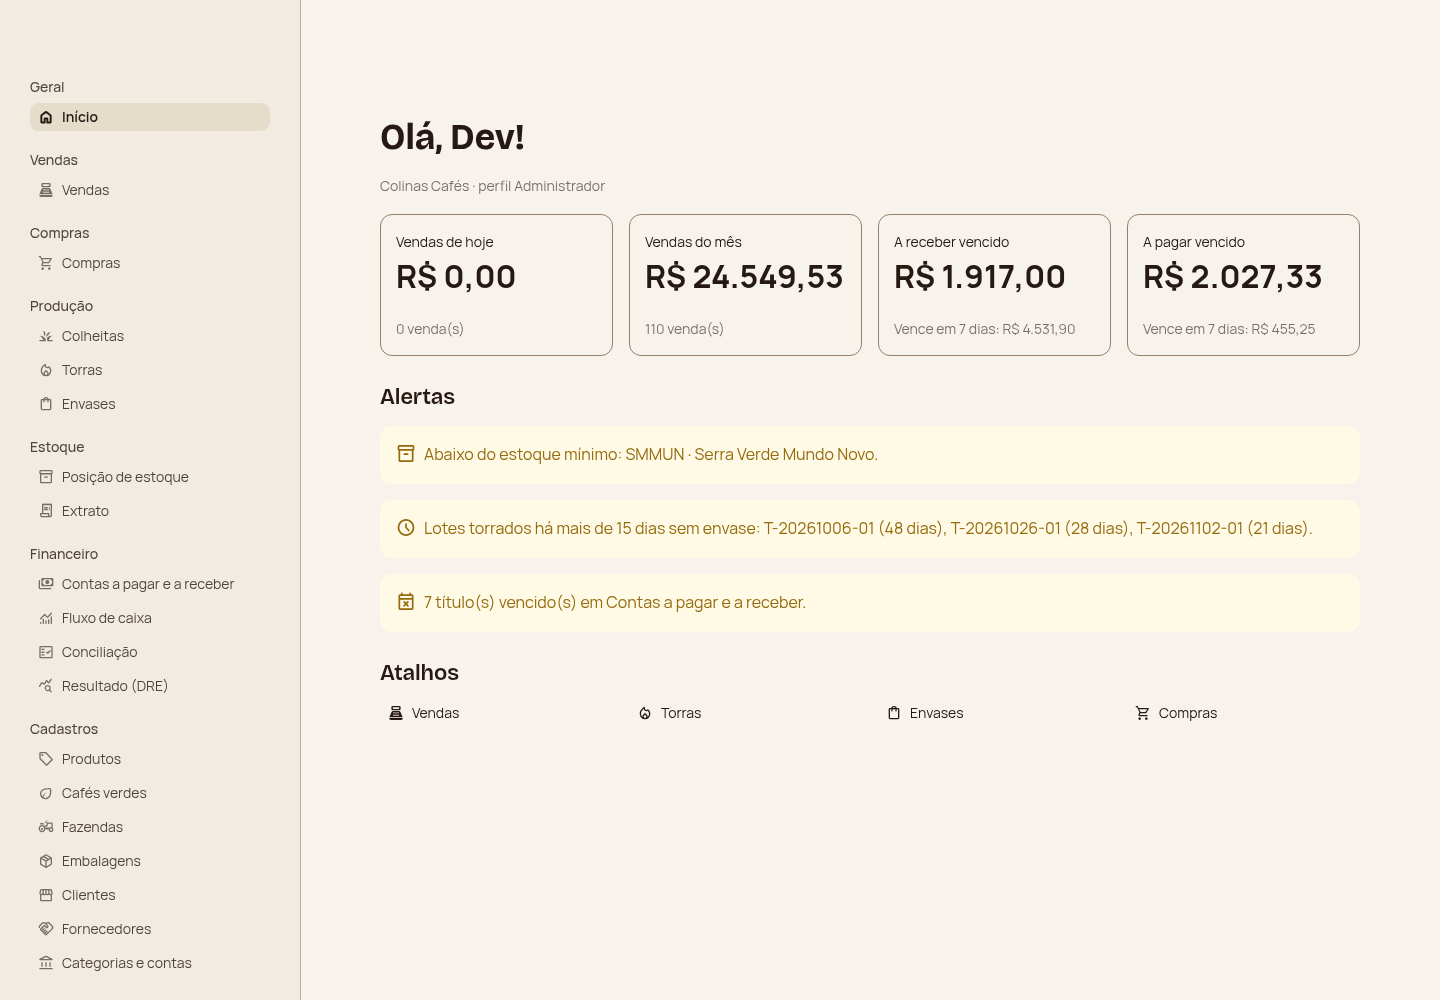 Geral
Início
Vendas
Vendas
Compras
Compras
Produção
Colheitas
Torras
Envases
Estoque
Posição de estoque
Extrato
Financeiro
Contas a pagar e a receber
Fluxo de caixa
Conciliação
Resultado (DRE)
Cadastros
Produtos
Cafés verdes
Fazendas
Embalagens
Clientes
Fornecedores
Categorias e contas
Olá, Dev!
Colinas Cafés · perfil Administrador
Vendas de hoje
R$ 0,00
0 venda(s)
Vendas do mês
R$ 24.549,53
110 venda(s)
A receber vencido
R$ 1.917,00
Vence em 7 dias: R$ 4.531,90
A pagar vencido
R$ 2.027,33
Vence em 7 dias: R$ 455,25
Alertas
Abaixo do estoque mínimo: SMMUN · Serra Verde Mundo Novo.
Lotes torrados há mais de 15 dias sem envase: T-20261006-01 (48 dias), T-20261026-01 (28 dias), T-20261102-01 (21 dias).
7 título(s) vencido(s) em Contas a pagar e a receber.
Atalhos
Vendas
Torras
Envases
Compras